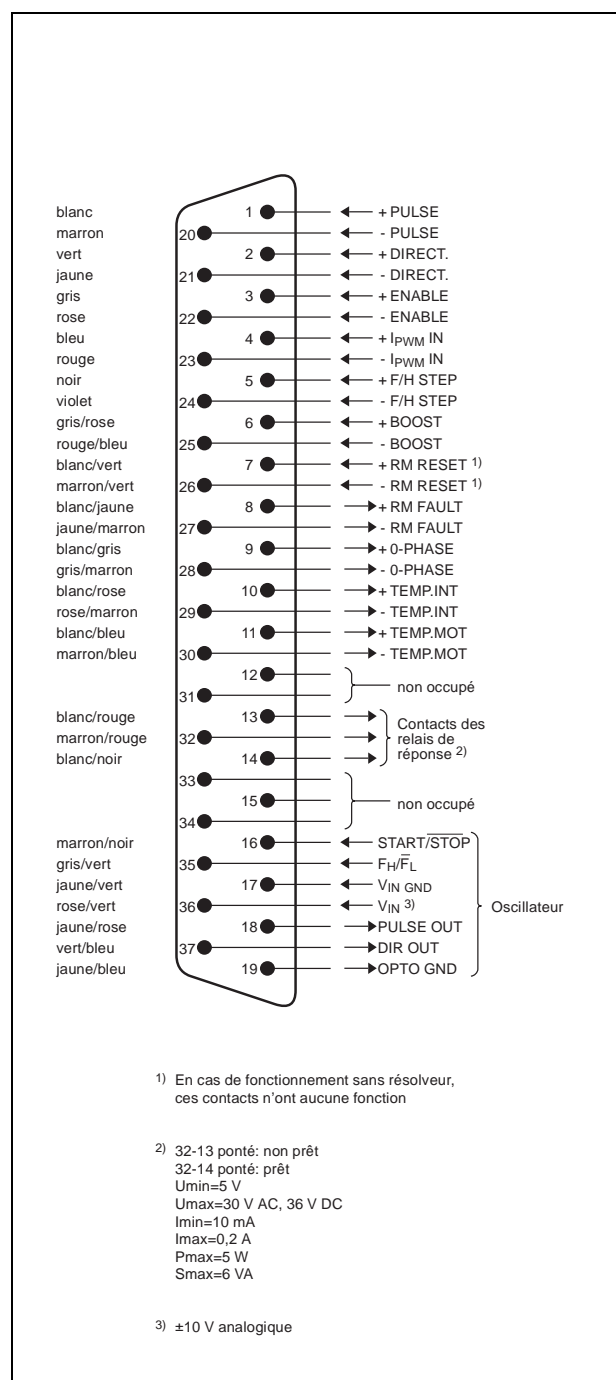 blanc 1 + PULSE
marron 20 - PULSE
vert 2 + DIRECT.
jaune 21 - DIRECT.
gris 3 + ENABLE
rose 22 - ENABLE
bleu 4 + IPWM IN
rouge 23 - IPWM IN
noir 5 + F/H STEP
violet 24 - F/H STEP
gris/rose 6 + BOOST
rouge/bleu 25 - BOOST
blanc/vert 7 + RM RESET 1)
marron/vert 26 - RM RESET 1)
blanc/jaune 8 + RM FAULT
jaune/marron 27 - RM FAULT
blanc/gris 9 + 0-PHASE
gris/marron 28 - 0-PHASE
blanc/rose 10 + TEMP.INT
rose/marron 29 - TEMP.INT
blanc/bleu 11 + TEMP.MOT
marron/bleu 30 - TEMP.MOT
12
non occupé
31
blanc/rouge 13 Contacts des
marron/rouge 32 relais de
blanc/noir 14 réponse 2)
33
15 non occupé
34
marron/noir 16 START/S̅T̅O̅P̅
gris/vert 35 FH/F̅L
jaune/vert 17 VIN GND
rose/vert 36 VIN 3) Oscillateur
jaune/rose 18 PULSE OUT
vert/bleu 37 DIR OUT
jaune/bleu 19 OPTO GND
1) En cas de fonctionnement sans résolveur,
ces contacts n'ont aucune fonction
2) 32-13 ponté: non prêt
32-14 ponté: prêt
Umin=5 V
Umax=30 V AC, 36 V DC
Imin=10 mA
Imax=0,2 A
Pmax=5 W
Smax=6 VA
3) ±10 V analogique